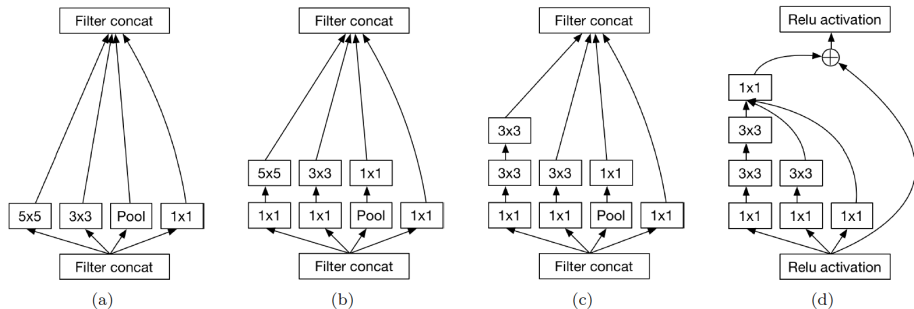 Filter concat
5x5 3x3 Pool 1x1
Filter concat
(a)
Filter concat
5x5 3x3 1x1
1x1 1x1 Pool 1x1
Filter concat
(b)
Filter concat
3x3
3x3 3x3 1x1
1x1 1x1 Pool 1x1
Filter concat
(c)
Relu activation
1x1
3x3
3x3 3x3
1x1 1x1 1x1
Relu activation
(d)